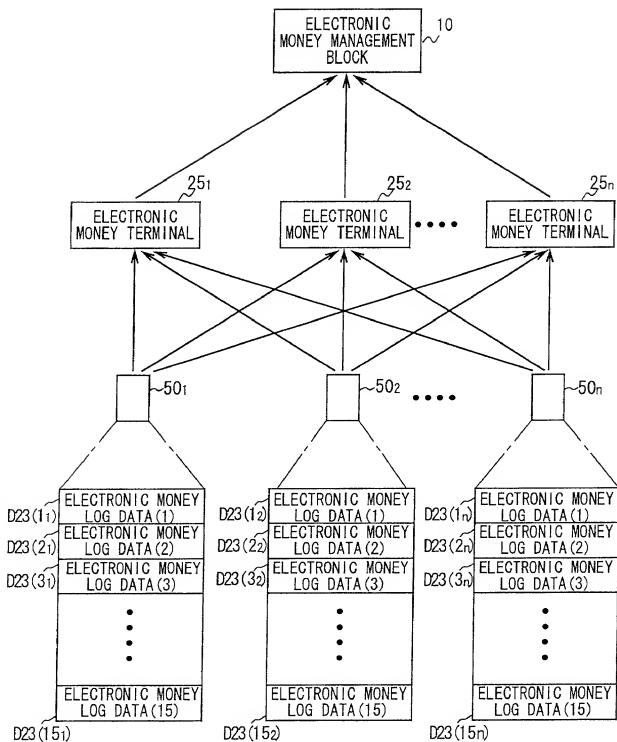 ELECTRONIC
MONEY MANAGEMENT
BLOCK
10
25₁
25₂
25n
ELECTRONIC
MONEY TERMINAL
ELECTRONIC
MONEY TERMINAL
ELECTRONIC
MONEY TERMINAL
50₁
50₂
50n
ELECTRONIC MONEY
LOG DATA(1)
ELECTRONIC MONEY
LOG DATA(2)
ELECTRONIC MONEY
LOG DATA(3)
ELECTRONIC MONEY
LOG DATA(15)
D23(1₁)
D23(2₁)
D23(3₁)
D23(15₁)
ELECTRONIC MONEY
LOG DATA(1)
ELECTRONIC MONEY
LOG DATA(2)
ELECTRONIC MONEY
LOG DATA(3)
ELECTRONIC MONEY
LOG DATA(15)
D23(1₂)
D23(2₂)
D23(3₂)
D23(15₂)
ELECTRONIC MONEY
LOG DATA(1)
ELECTRONIC MONEY
LOG DATA(2)
ELECTRONIC MONEY
LOG DATA(3)
ELECTRONIC MONEY
LOG DATA(15)
D23(1n)
D23(2n)
D23(3n)
D23(15n)